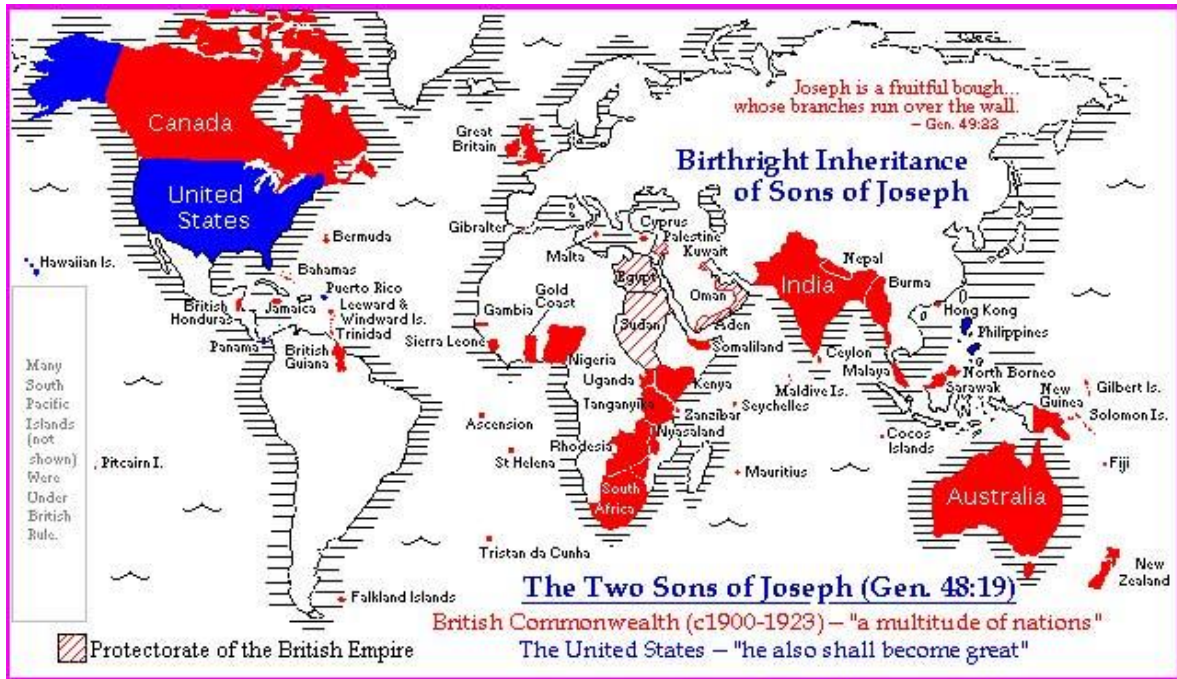 Joseph is a fruitful bough...
whose branches run over the wall.
– Gen. 49:22
Birthright Inheritance
of Sons of Joseph
Canada
United
States
Great
Britain
Gibraltar
Malta
Cyprus
Palestine
Kuwait
Egypt
Oman
Sudan
Aden
India
Nepal
Burma
Hong Kong
Philippines
Hawaiian Is.
Bermuda
Bahamas
Puerto Rico
Jamaica
Leeward &
Windward Is.
Trinidad
British
Honduras
Panama
British
Guiana
Gambia
Gold
Coast
Sierra Leone
Nigeria
Somaliland
Uganda
Kenya
Tanganyika
Zanzibar
Seychelles
Maldive Is.
Ceylon
Malaya
North Borneo
Sarawak
New
Guinea
Gilbert Is.
Solomon Is.
Ascension
Nyasaland
Rhodesia
St Helena
Mauritius
Cocos
Islands
Fiji
South
Africa
Australia
New
Zealand
Tristan da Cunha
Falkland Islands
Pitcairn I.
Many
South
Pacific
Islands
(not
shown)
Were
Under
British
Rule.
The Two Sons of Joseph (Gen. 48:19)
British Commonwealth (c1900-1923) – "a multitude of nations"
The United States – "he also shall become great"
Protectorate of the British Empire